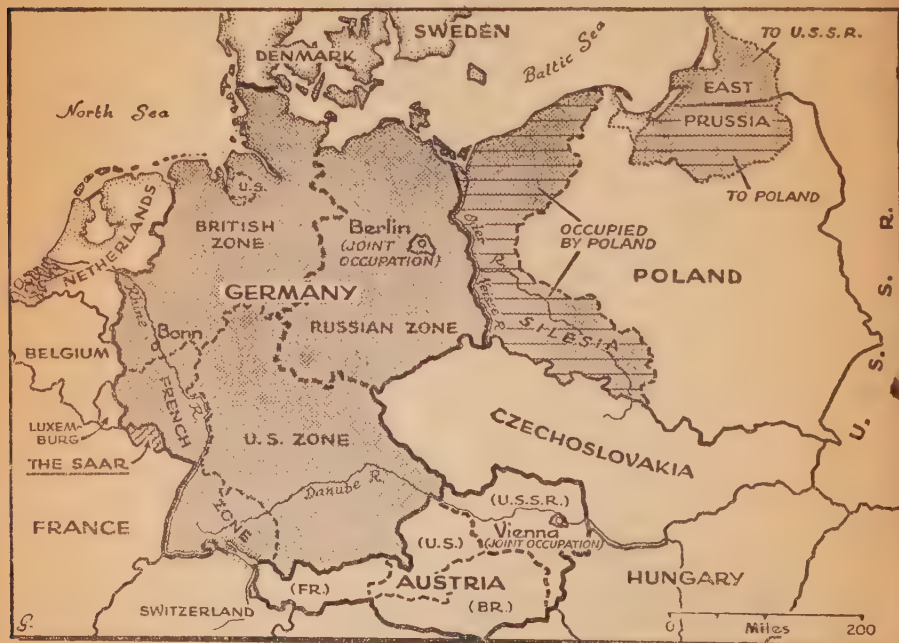 SWEDEN
DENMARK
Baltic Sea
TO U.S.S.R.
North Sea
EAST
PRUSSIA
TO POLAND
U.S.
NETHERLANDS
BRITISH
ZONE
Berlin
(JOINT
OCCUPATION)
OCCUPIED
BY POLAND
Oder R.
Neisse R.
POLAND
U. S. S. R.
GERMANY
Rhine
R.
Bonn
RUSSIAN ZONE
SILESIA
BELGIUM
FRENCH
ZONE
LUXEM-
BURG
THE SAAR
U.S. ZONE
CZECHOSLOVAKIA
Danube R.
(U.S.S.R.)
FRANCE
(U.S.)
Vienna
(JOINT OCCUPATION)
(FR.)
AUSTRIA
(BR.)
HUNGARY
SWITZERLAND
G.
0 Miles 200